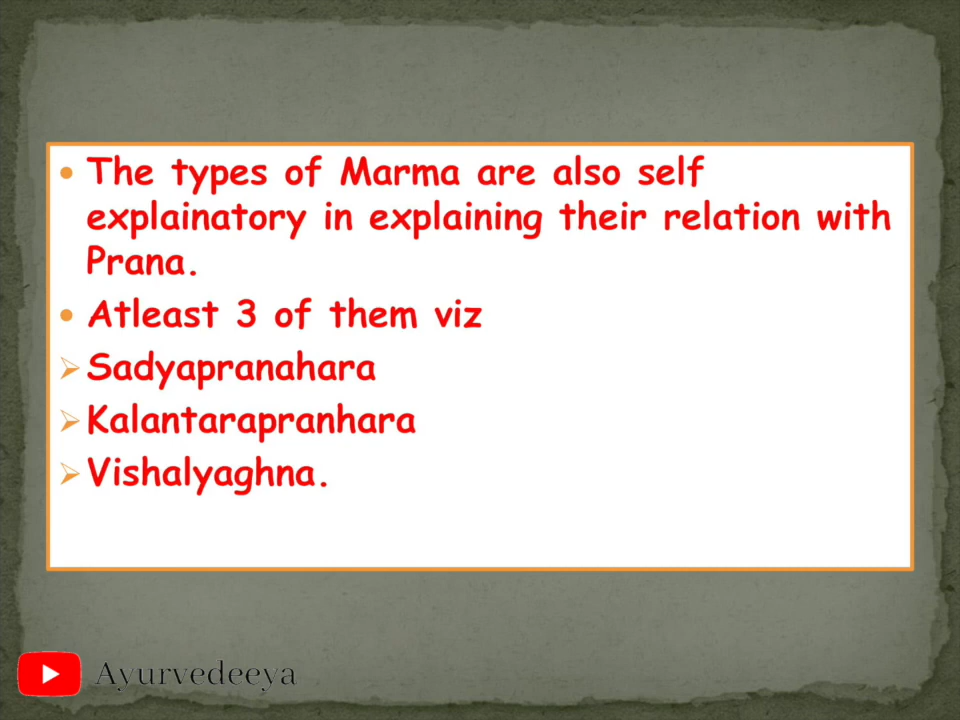 The types of Marma are also self
explainatory in explaining their relation with
Prana.
Atleast 3 of them viz
Sadyapranahara
Kalantarapranhara
Vishalyaghna.
Ayurvedeeya